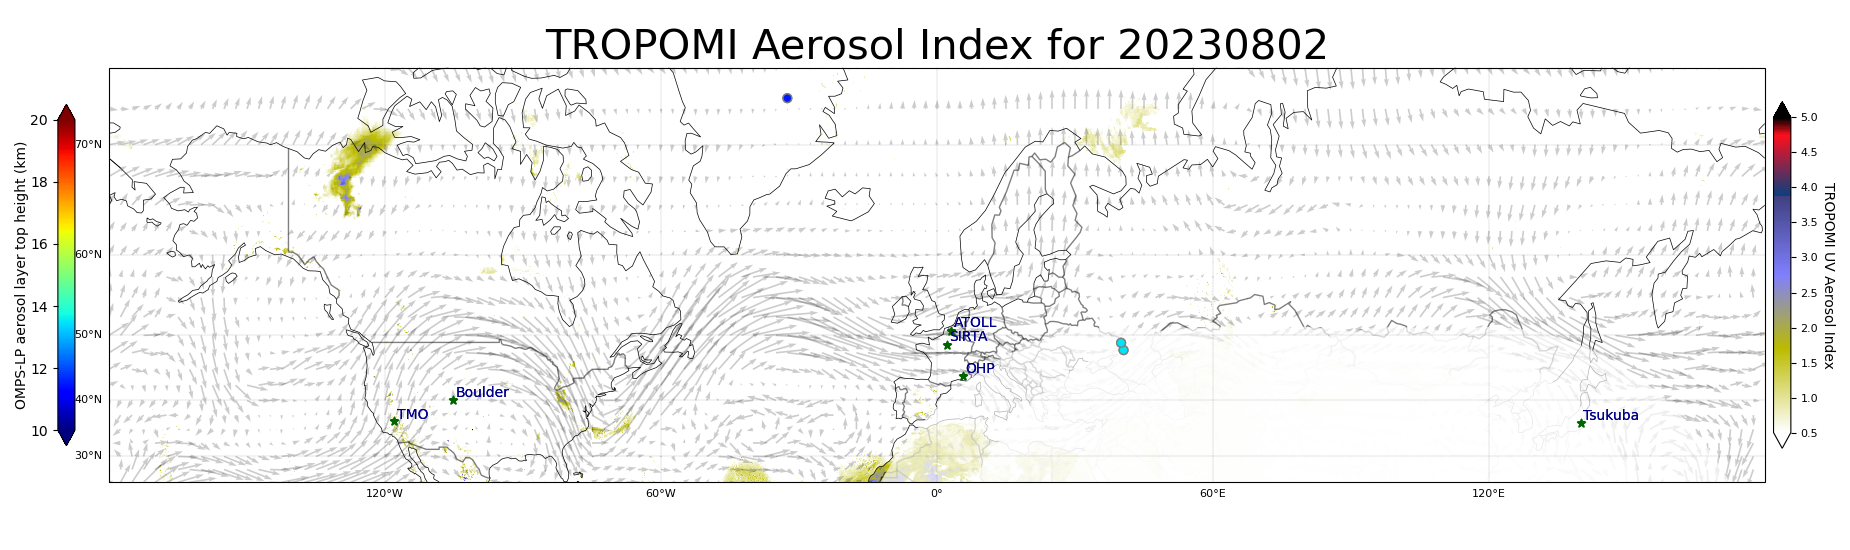 TROPOMI Aerosol Index for 20230802
OMPS-LP aerosol layer top height (km)
20
18
16
14
12
10
70°N
60°N
50°N
40°N
30°N
120°W
60°W
0°
60°E
120°E
ATOLL
SIRTA
OHP
Boulder
TMO
Tsukuba
5.0
4.5
4.0
3.5
3.0
2.5
2.0
1.5
1.0
0.5
TROPOMI UV Aerosol Index